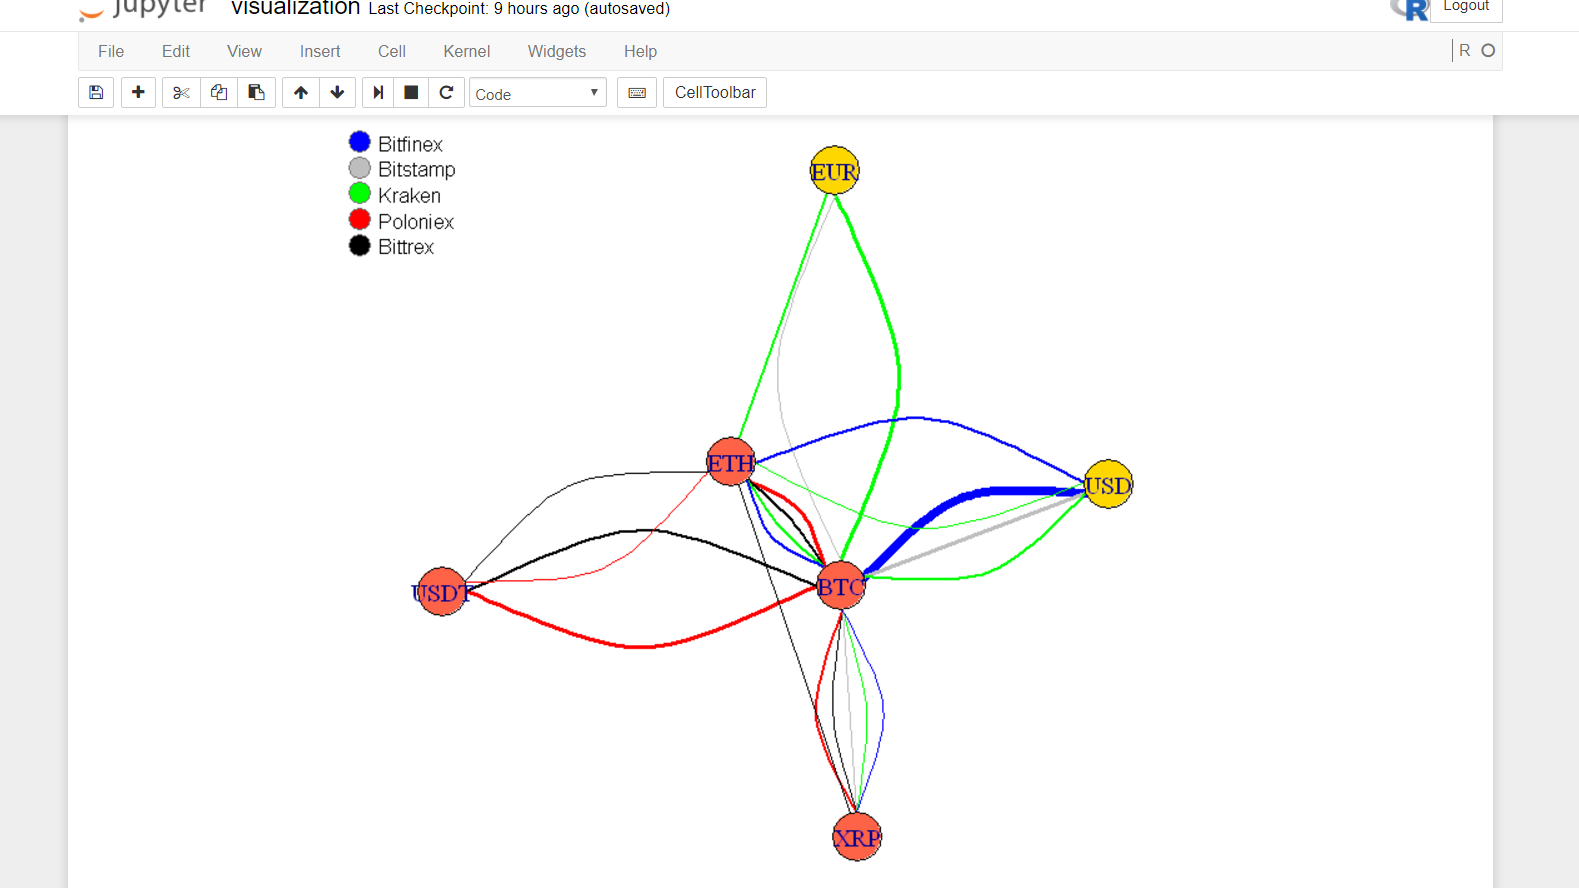 jupyter visualization Last Checkpoint: 9 hours ago (autosaved)
Logout
File Edit View Insert Cell Kernel Widgets Help
R
Code CellToolbar
Bitfinex
Bitstamp
Kraken
Poloniex
Bittrex
EUR
ETH
USD
USDT
BTC
XRP